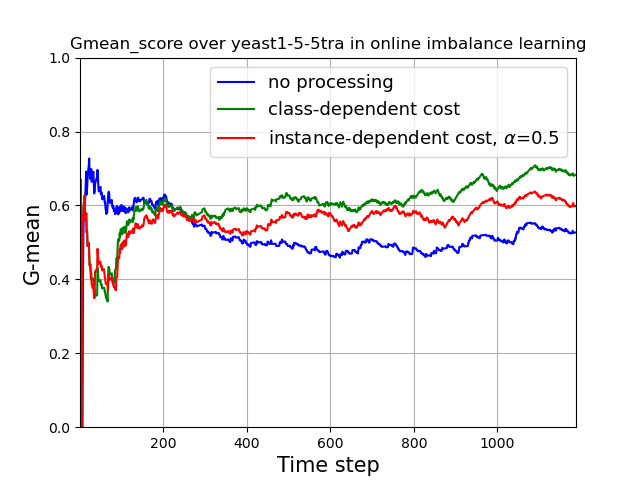 Gmean_score over yeast1-5-5tra in online imbalance learning
1.0
0.8
0.6
0.4
0.2
0.0
G-mean
no processing
class-dependent cost
instance-dependent cost, α=0.5
200 400 600 800 1000
Time step